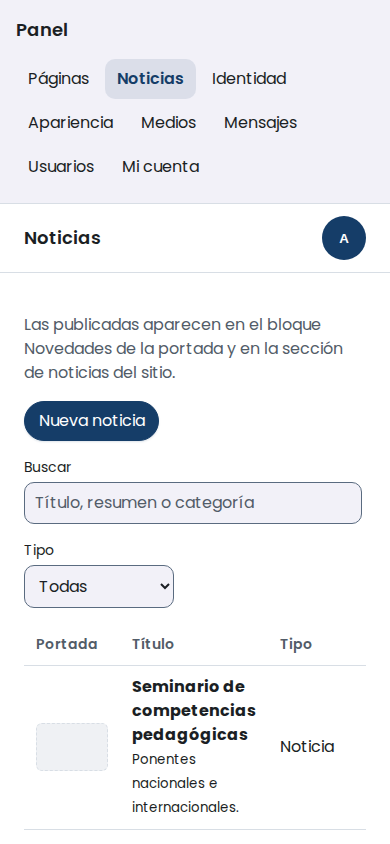 Panel
Páginas Noticias Identidad
Apariencia Medios Mensajes
Usuarios Mi cuenta
Noticias A
Las publicadas aparecen en el bloque
Novedades de la portada y en la sección
de noticias del sitio.
Nueva noticia
Buscar
Título, resumen o categoría
Tipo
Todas
Portada Título Tipo
Seminario de
competencias
pedagógicas
Ponentes
nacionales e
internacionales.
Noticia